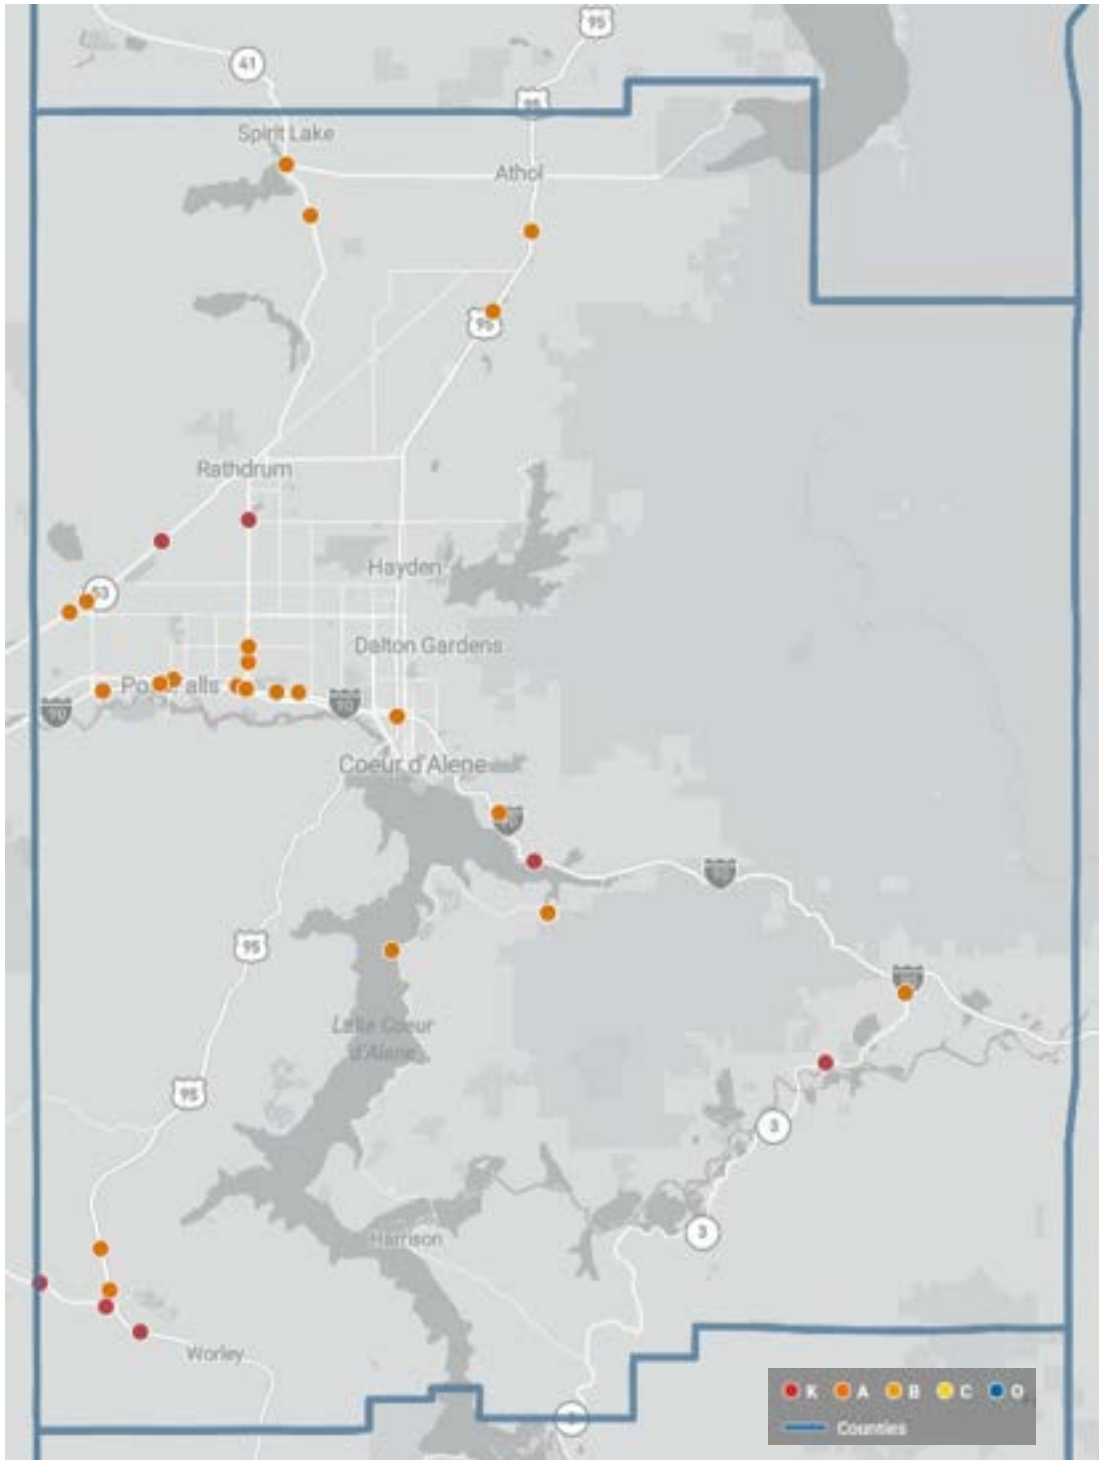 95
41
95
Spirit Lake
Athol
95
Rathdrum
Hayden
53
Dalton Gardens
90
90
Coeur d'Alene
90
90
95
Lake Coeur
d'Alene
95
3
3
Harrison
Worley
K A B C O
Counties
3